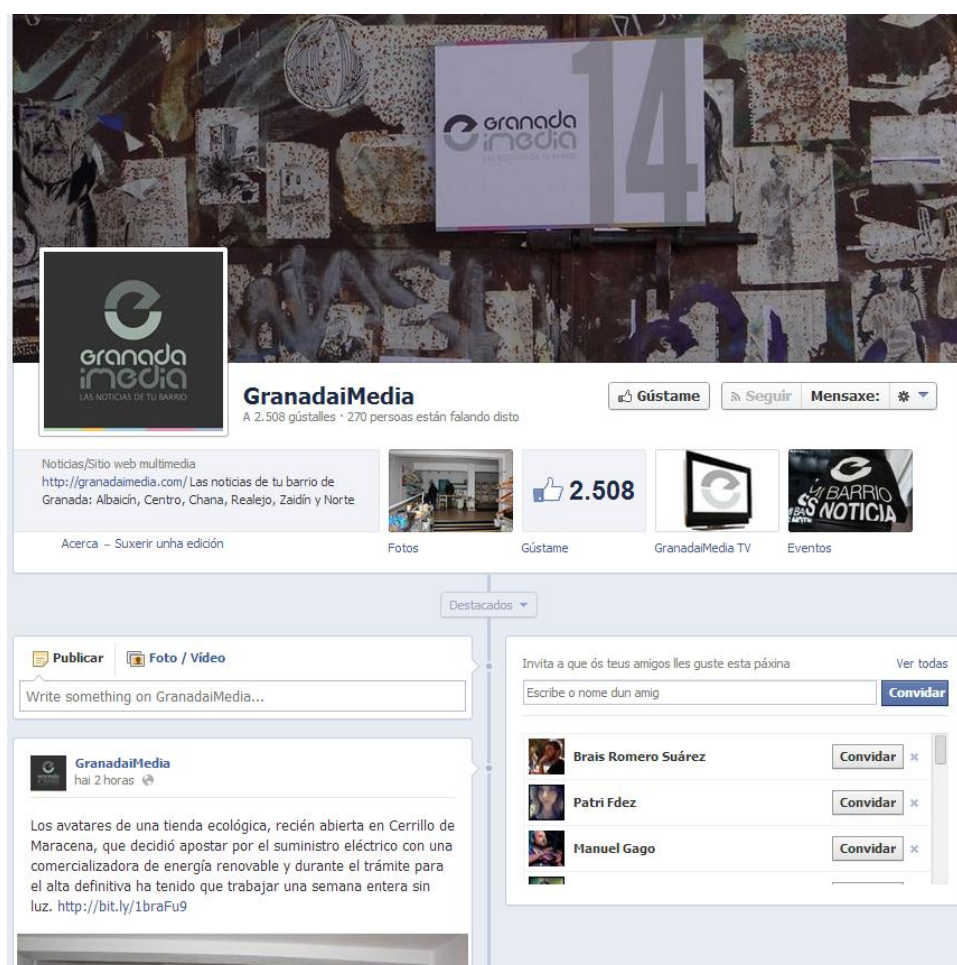 14
Granada
imedia
LAS NOTICIAS DE TU BARRIO
Granada
imedia
LAS NOTICIAS DE TU BARRIO
GranadaiMedia
A 2.508 gústalles · 270 persoas están falando disto
Gústame
Seguir
Mensaxe:
Noticias/Sitio web multimedia
http://granadaimedia.com/ Las noticias de tu barrio de
Granada: Albaicín, Centro, Chana, Realejo, Zaidín y Norte
Acerca – Suxerir unha edición
Fotos
2.508
Gústame
GranadaiMedia TV
MI BARRIO
NOTICIA
Eventos
Destacados
Publicar
Foto / Vídeo
Write something on GranadaiMedia...
GranadaiMedia
hai 2 horas
Los avatares de una tienda ecológica, recién abierta en Cerrillo de
Maracena, que decidió apostar por el suministro eléctrico con una
comercializadora de energía renovable y durante el trámite para
el alta definitiva ha tenido que trabajar una semana entera sin
luz. http://bit.ly/1braFu9
Invita a que ós teus amigos lles guste esta páxina
Ver todas
Escribe o nome dun amig
Convidar
Brais Romero Suárez
Convidar
Patri Fdez
Convidar
Manuel Gago
Convidar